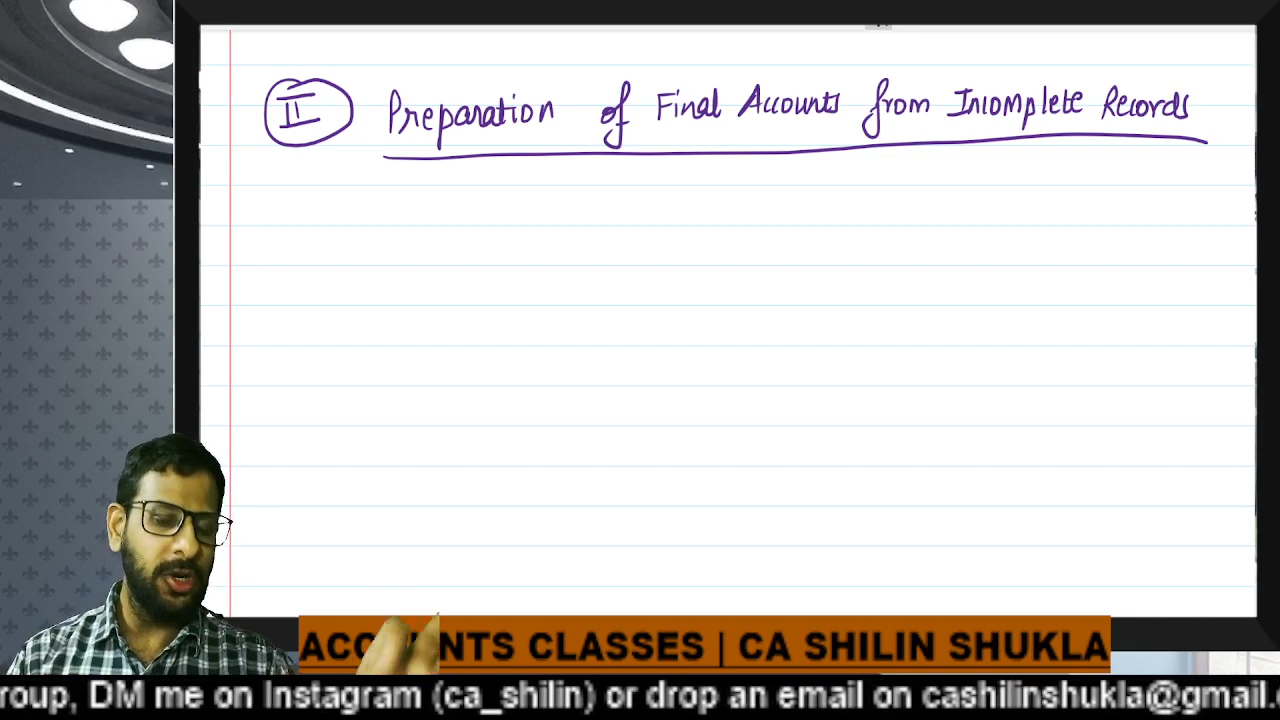 II Preparation of Final Accounts from Incomplete Records
ACCOUNTS CLASSES | CA SHILIN SHUKLA
roup, DM me on Instagram (ca_shilin) or drop an email on cashilinshukla@gmail.